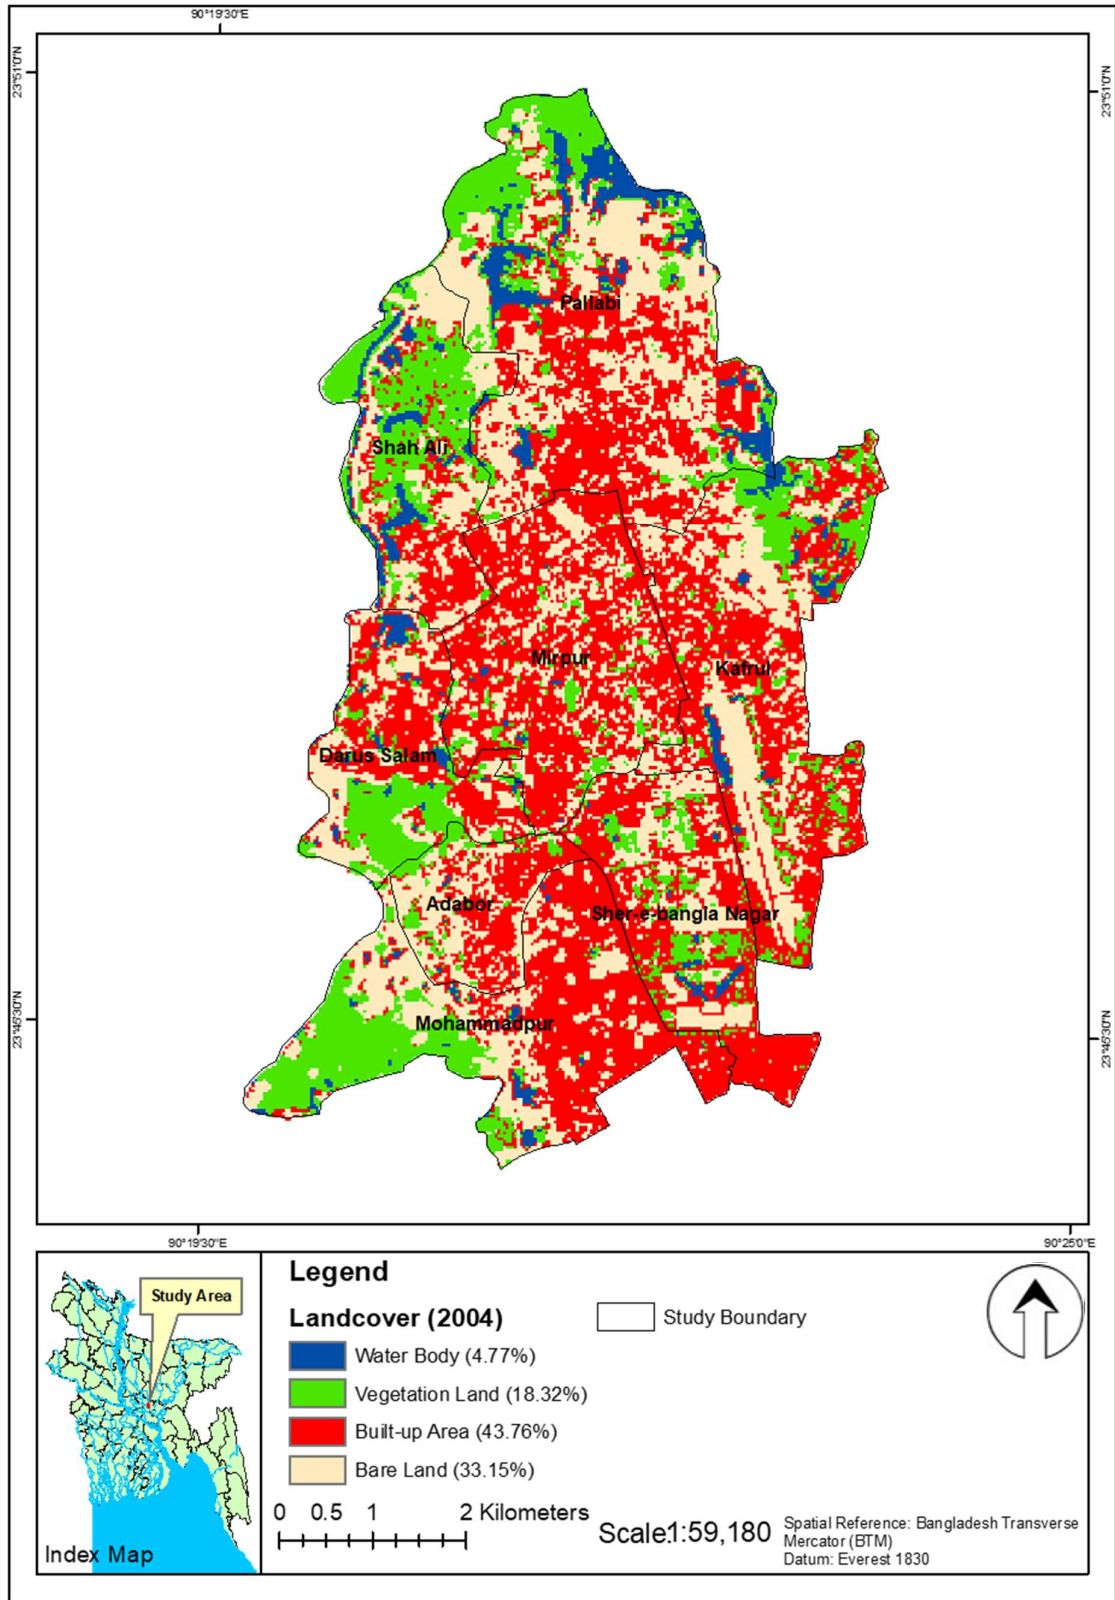 90°19'30"E
23°51'0"N
23°51'0"N
Pallabi
Shah Ali
Mirpur
Kafrul
Darus Salam
Adabor
Sher-e-bangla Nagar
Mohammadpur
23°46'30"N
23°46'30"N
90°19'30"E
90°25'0"E
Study Area
Index Map
Legend
Landcover (2004)
Study Boundary
Water Body (4.77%)
Vegetation Land (18.32%)
Built-up Area (43.76%)
Bare Land (33.15%)
0 0.5 1 2 Kilometers
Scale1:59,180
Spatial Reference: Bangladesh Transverse
Mercator (BTM)
Datum: Everest 1830